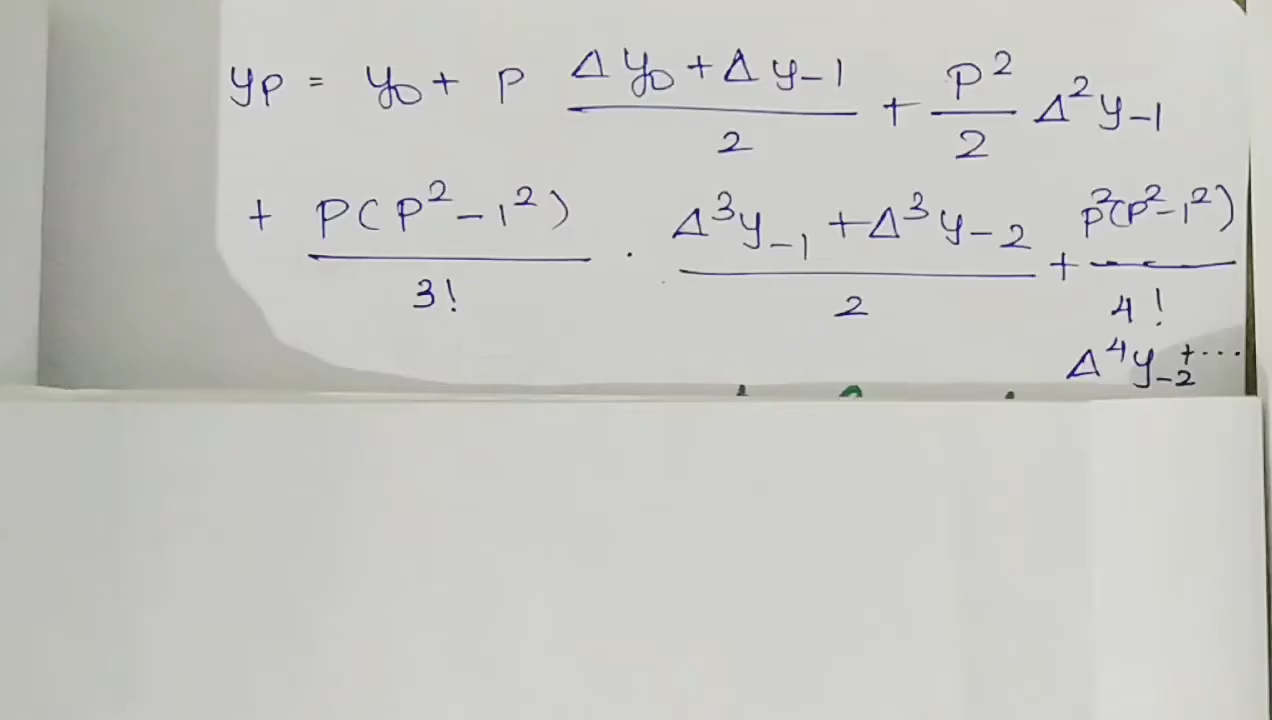 yp = y₀ + p (Δy₀ + Δy₋₁)/2 + p²/2 Δ²y₋₁
+ p(p²-1²)/3! · (Δ³y₋₁ + Δ³y₋₂)/2 + p²(p²-1²)/4!
Δ⁴y₋₂ + ...